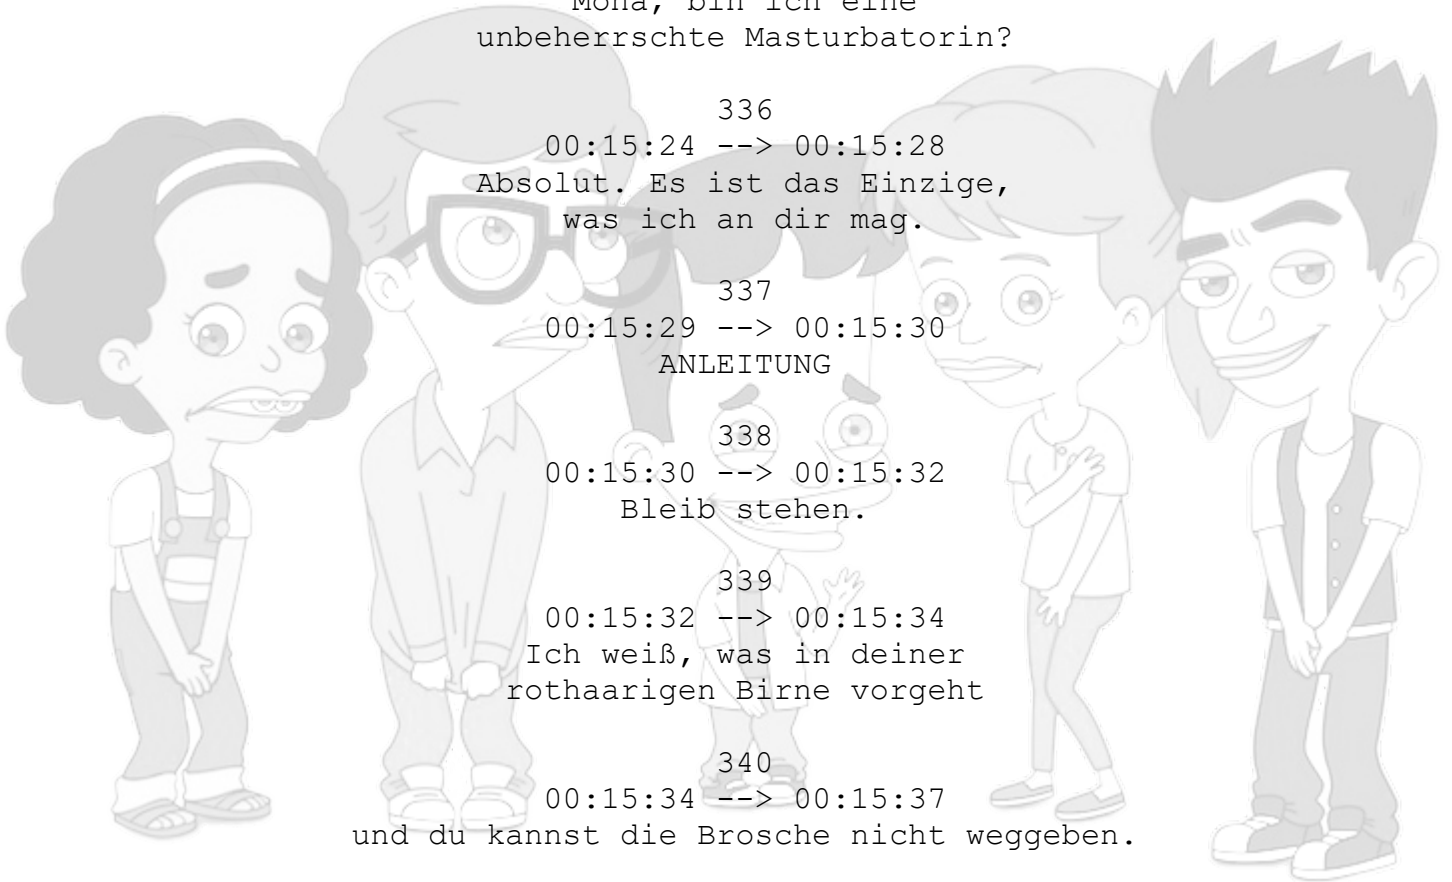 Mona, bin ich eine
unbeherrschte Masturbatorin?
336
00:15:24 --> 00:15:28
Absolut. Es ist das Einzige,
was ich an dir mag.
337
00:15:29 --> 00:15:30
ANLEITUNG
338
00:15:30 --> 00:15:32
Bleib stehen.
339
00:15:32 --> 00:15:34
Ich weiß, was in deiner
rothaarigen Birne vorgeht
340
00:15:34 --> 00:15:37
und du kannst die Brosche nicht weggeben.